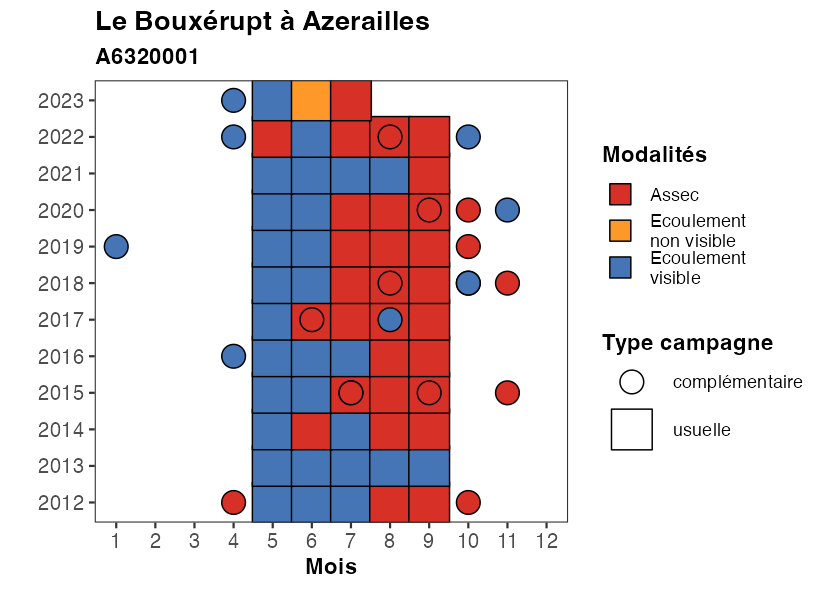 Le Bouxérupt à Azerailles
A6320001
2023
2022
2021
2020
2019
2018
2017
2016
2015
2014
2013
2012
1 2 3 4 5 6 7 8 9 10 11 12
Mois
Modalités
Assec
Ecoulement
non visible
Ecoulement
visible
Type campagne
complémentaire
usuelle